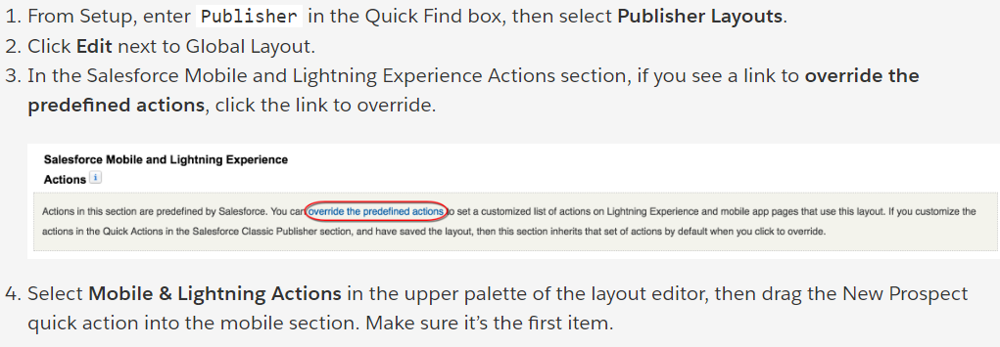 1. From Setup, enter Publisher in the Quick Find box, then select Publisher Layouts.
2. Click Edit next to Global Layout.
3. In the Salesforce Mobile and Lightning Experience Actions section, if you see a link to override the
predefined actions, click the link to override.
Salesforce Mobile and Lightning Experience
Actions i
Actions in this section are predefined by Salesforce. You can override the predefined actions to set a customized list of actions on Lightning Experience and mobile app pages that use this layout. If you customize the
actions in the Quick Actions in the Salesforce Classic Publisher section, and have saved the layout, then this section inherits that set of actions by default when you click to override.
4. Select Mobile & Lightning Actions in the upper palette of the layout editor, then drag the New Prospect
quick action into the mobile section. Make sure it’s the first item.